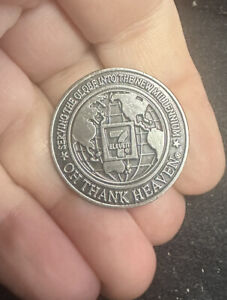 SERVING THE GLOBE INTO THE NEW MILLENNIUM
7
ELEVEN
OH THANK HEAVEN